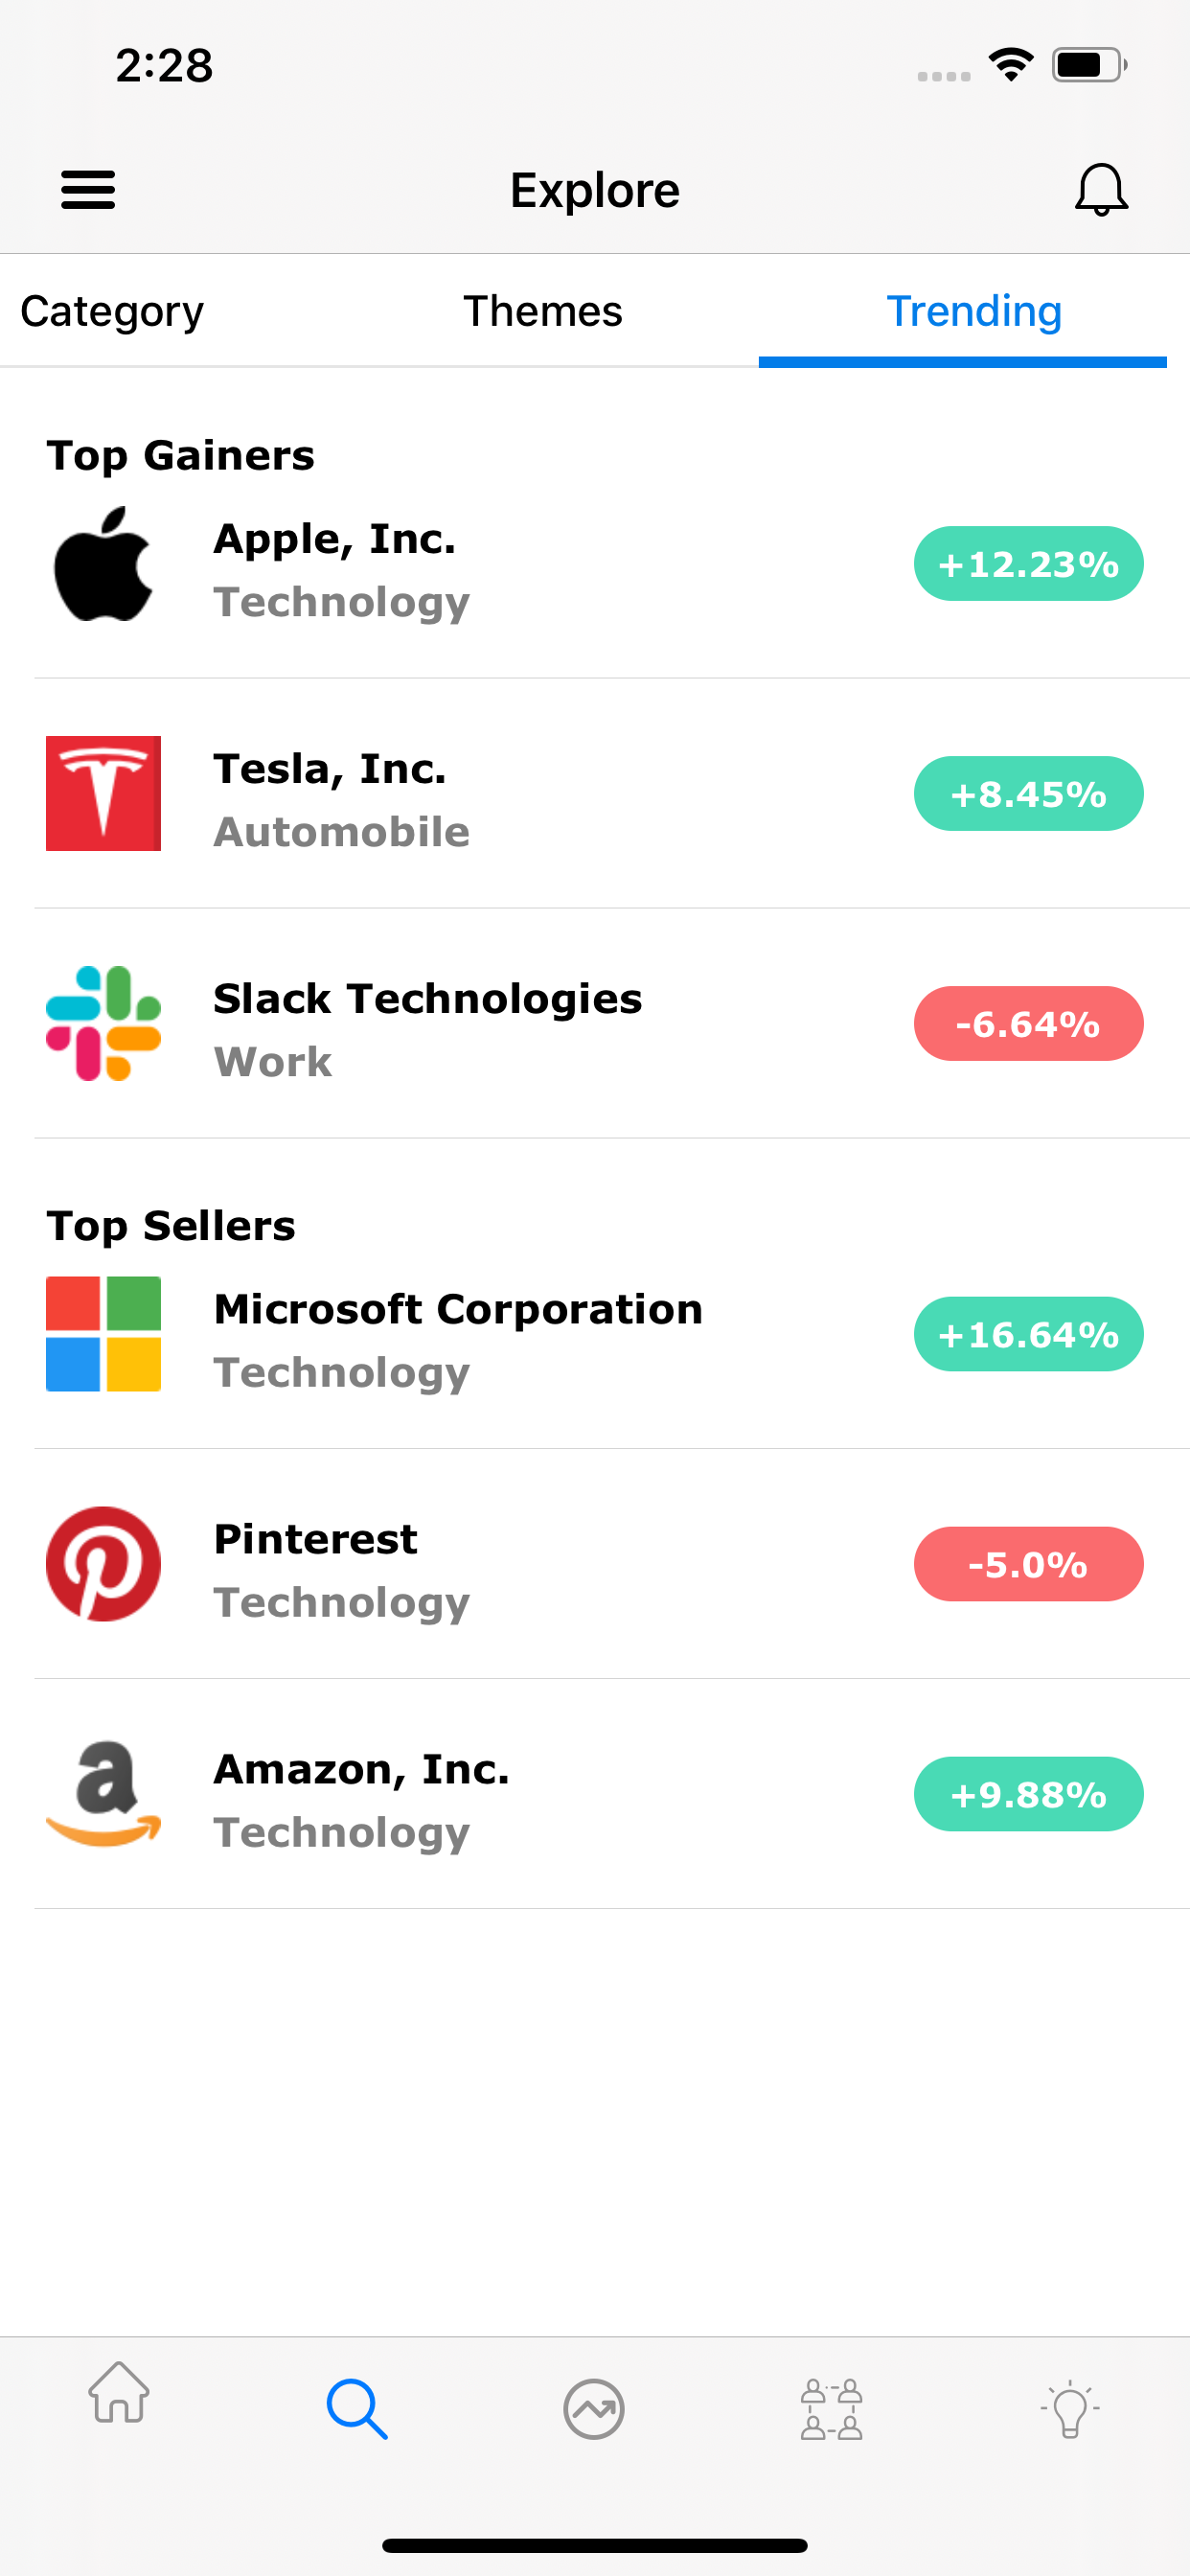 2:28
Explore
Category Themes Trending
Top Gainers
Apple, Inc.
Technology
+12.23%
Tesla, Inc.
Automobile
+8.45%
Slack Technologies
Work
-6.64%
Top Sellers
Microsoft Corporation
Technology
+16.64%
Pinterest
Technology
-5.0%
Amazon, Inc.
Technology
+9.88%